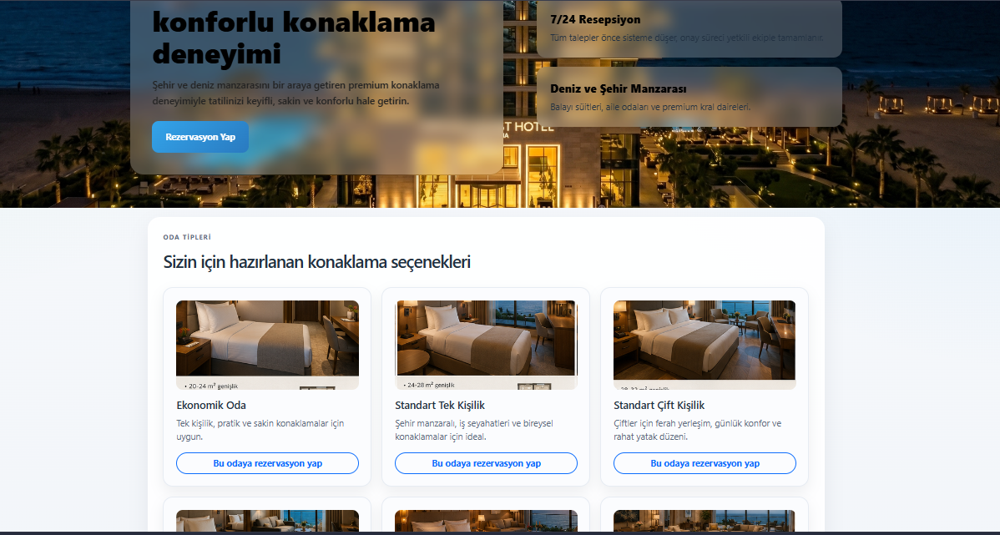 konforlu konaklama
deneyimi
Şehir ve deniz manzarasını bir araya getiren premium konaklama
deneyimiyle tatilinizi keyifli, sakin ve konforlu hale getirin.
Rezervasyon Yap
7/24 Resepsiyon
Tüm talepler önce sisteme düşer, onay süreci yetkili ekiple tamamlanır.
Deniz ve Şehir Manzarası
Balayı süitleri, aile odaları ve premium kral daireleri.
HOTEL
ODA TİPLERİ
Sizin için hazırlanan konaklama seçenekleri
• 20-24 m² genişlik
Ekonomik Oda
Tek kişilik, pratik ve sakin konaklamalar için
uygun.
Bu odaya rezervasyon yap
• 24-28 m² genişlik
Standart Tek Kişilik
Şehir manzaralı, iş seyahatleri ve bireysel
konaklamalar için ideal.
Bu odaya rezervasyon yap
28-32 m² genişlik
Standart Çift Kişilik
Çiftler için ferah yerleşim, günlük konfor ve
rahat yatak düzeni.
Bu odaya rezervasyon yap